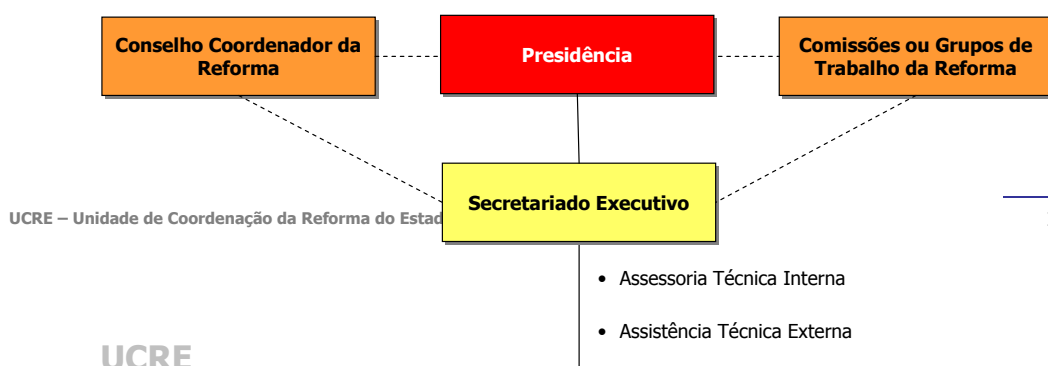 Conselho Coordenador da
Reforma
Presidência
Comissões ou Grupos de
Trabalho da Reforma
Secretariado Executivo
UCRE – Unidade de Coordenação da Reforma do Estad
• Assessoria Técnica Interna
• Assistência Técnica Externa
UCRE